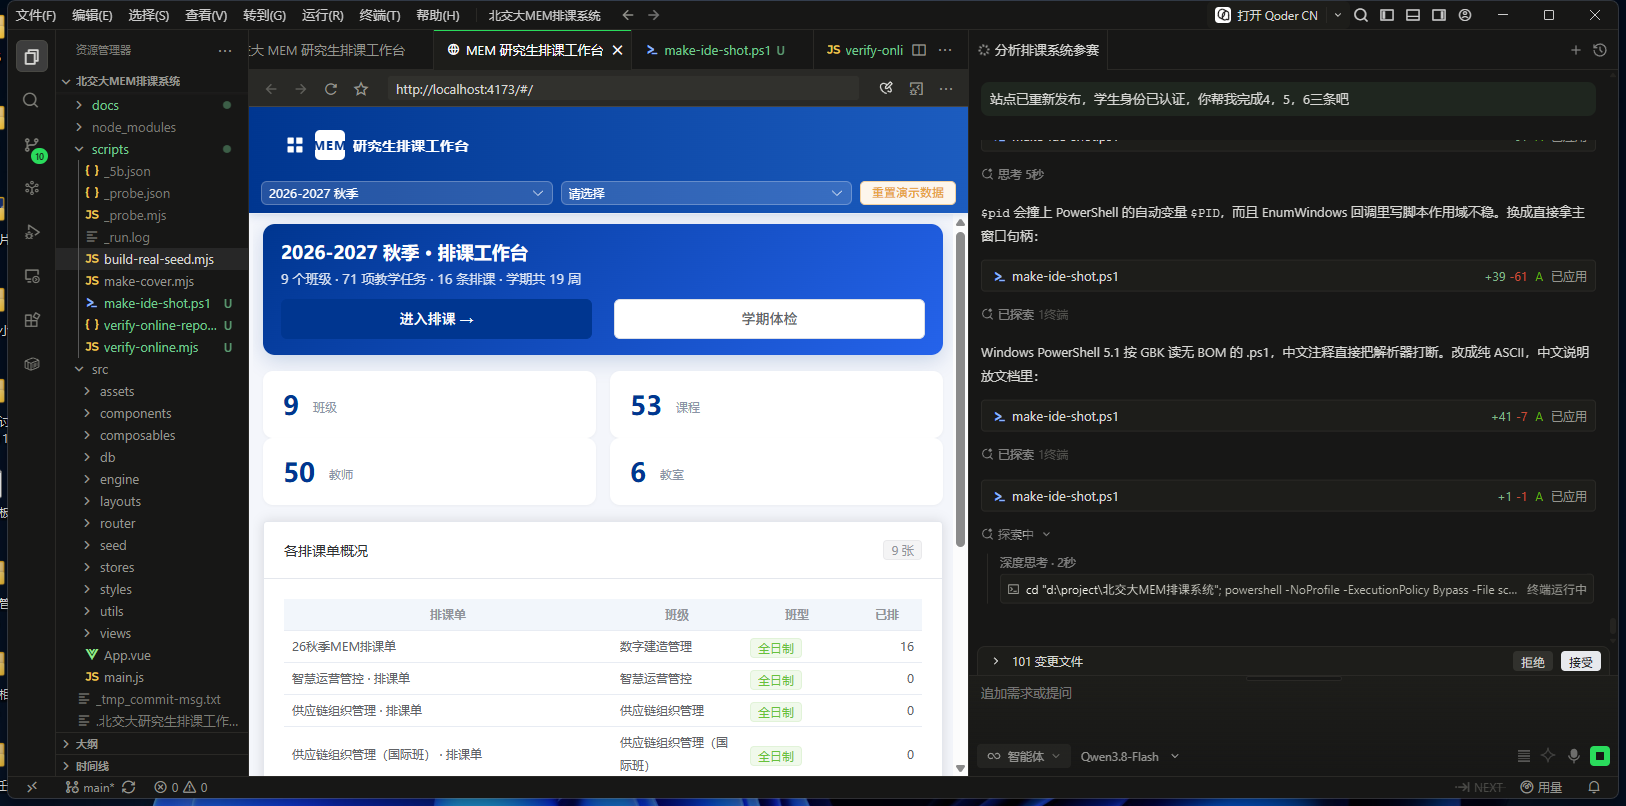 文件(F) 编辑(E) 选择(S) 查看(V) 转到(G) 运行(R) 终端(T) 帮助(H) 北交大MEM排课系统 打开 Qoder CN
资源管理器
北交大MEM排课系统
docs
node_modules
scripts
_5b.json
_probe.json
_probe.mjs
_run.log
build-real-seed.mjs
make-cover.mjs
make-ide-shot.ps1 U
verify-online-repo... U
verify-online.mjs U
src
assets
components
composables
db
engine
layouts
router
seed
stores
styles
utils
views
App.vue
main.js
_tmp_commit-msg.txt
.北交大研究生排课工作...
大纲
时间线
大 MEM 研究生排课工作台
MEM 研究生排课工作台
make-ide-shot.ps1 U
verify-onli
http://localhost:4173/#/
MEM 研究生排课工作台
2026-2027 秋季
请选择
重置演示数据
2026-2027 秋季 · 排课工作台
9 个班级 · 71 项教学任务 · 16 条排课 · 学期共 19 周
进入排课 →
学期体检
9 班级
53 课程
50 教师
6 教室
各排课单概况 9 张
排课单 班级 班型 已排
26秋季MEM排课单 数字建造管理 全日制 16
智慧运营管控 · 排课单 智慧运营管控 全日制 0
供应链组织管理 · 排课单 供应链组织管理 全日制 0
供应链组织管理（国际班） · 排课单 供应链组织管理（国际班） 全日制 0
分析排课系统参赛
站点已重新发布，学生身份已认证，你帮我完成4，5，6三条吧
思考 5秒
$pid 会撞上 PowerShell 的自动变量 $PID，而且 EnumWindows 回调里写脚本作用域不稳。换成直接拿主
窗口句柄：
make-ide-shot.ps1 +39 -61 A 已应用
已探索 1终端
Windows PowerShell 5.1 按 GBK 读无 BOM 的 .ps1，中文注释直接把解析器打断。改成纯 ASCII，中文说明
放文档里：
make-ide-shot.ps1 +41 -7 A 已应用
已探索 1终端
make-ide-shot.ps1 +1 -1 A 已应用
探索中
深度思考 · 2秒
cd "d:\project\北交大MEM排课系统"; powershell -NoProfile -ExecutionPolicy Bypass -File sc... 终端运行中
101 变更文件 拒绝 接受
追加需求或提问
智能体 Qwen3.8-Flash
main* 0 0 NEXT 用量
10